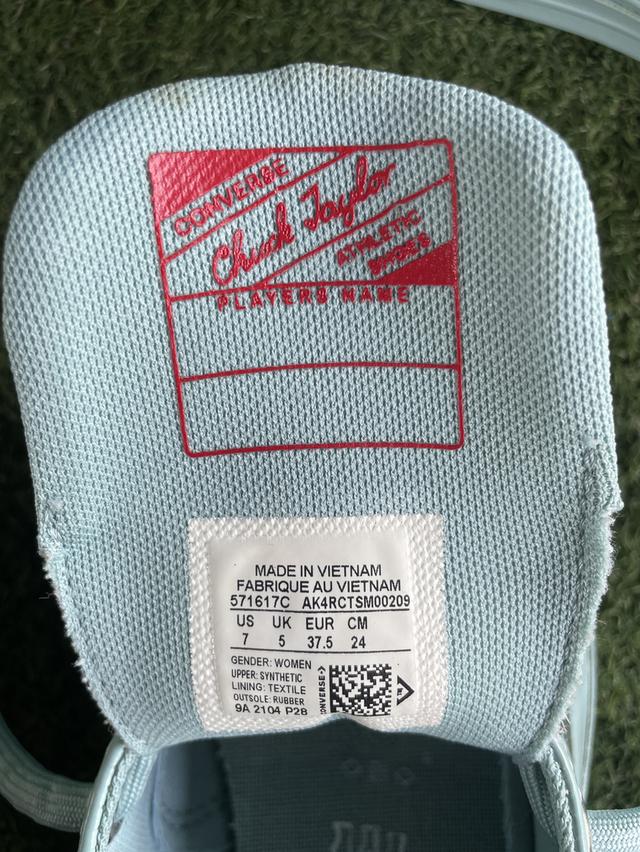 CONVERSE
Chuck Taylor
ATHLETIC
SHOES
PLAYERS NAME
MADE IN VIETNAM
FABRIQUE AU VIETNAM
571617C AK4RCTSM00209
US UK EUR CM
7 5 37.5 24
GENDER: WOMEN
UPPER: SYNTHETIC
LINING: TEXTILE
OUTSOLE: RUBBER
9A 2104 P28
CONVERSE